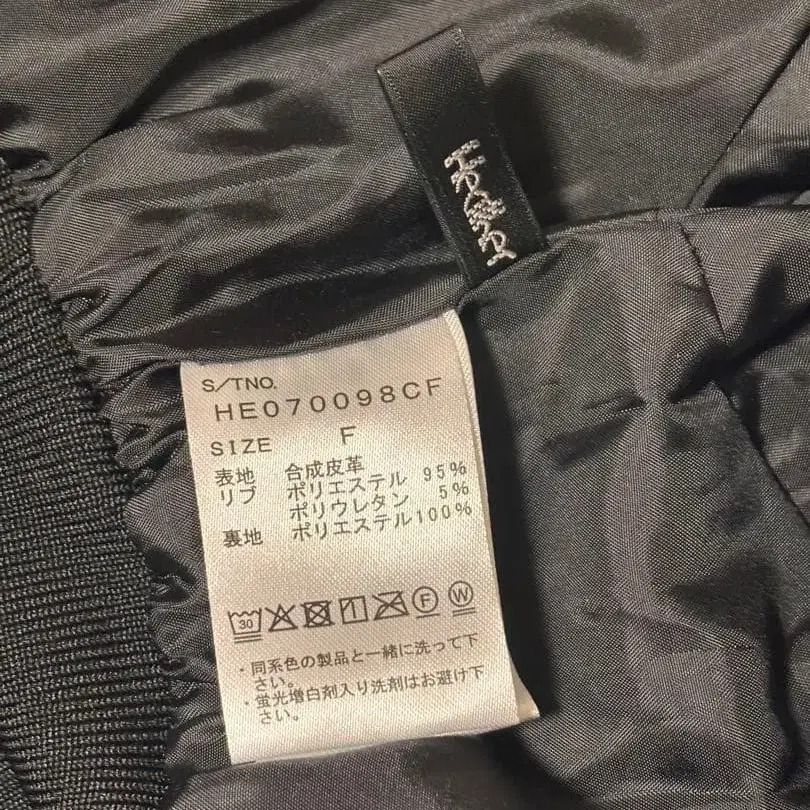 Heather
S/TNO.
HE070098CF
SIZE F
表地 合成皮革
リブ ポリエステル 95%
ポリウレタン 5%
裏地 ポリエステル100%
30 F W
・同系色の製品と一緒に洗って下
さい。
・蛍光増白剤入り洗剤はお避け下
さい。